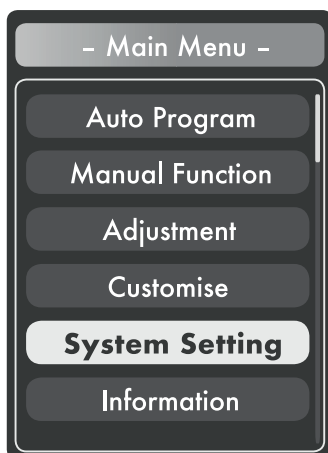 – Main Menu –
Auto Program
Manual Function
Adjustment
Customise
System Setting
Information